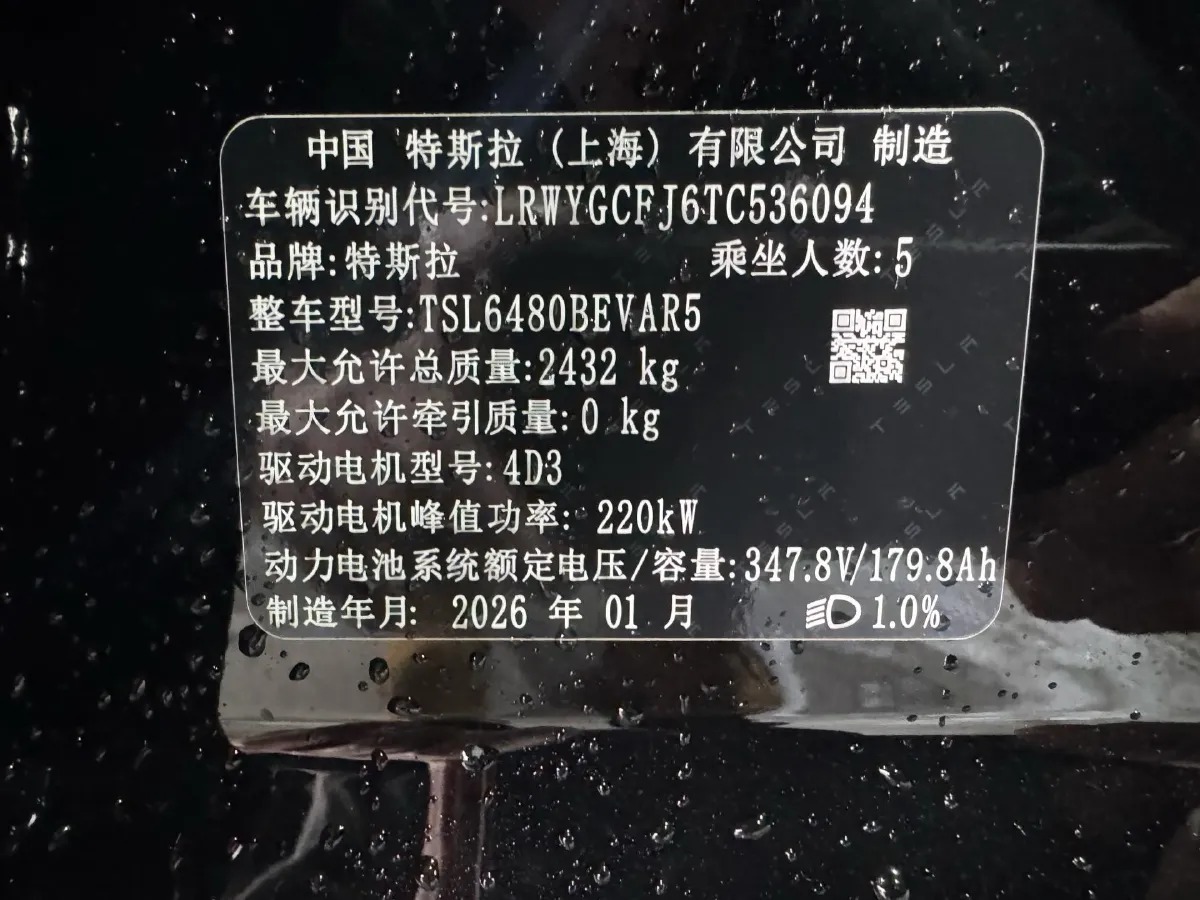 中国 特斯拉 (上海) 有限公司 制造
车辆识别代号:LRWYGCFJ6TC536094
品牌:特斯拉 乘坐人数:5
整车型号:TSL6480BEVAR5
最大允许总质量:2432 kg
最大允许牵引质量:0 kg
驱动电机型号:4D3
驱动电机峰值功率: 220kW
动力电池系统额定电压/容量:347.8V/179.8Ah
制造年月: 2026 年 01 月 1.0%
TESLA
TESLA
TESLA
TESLA